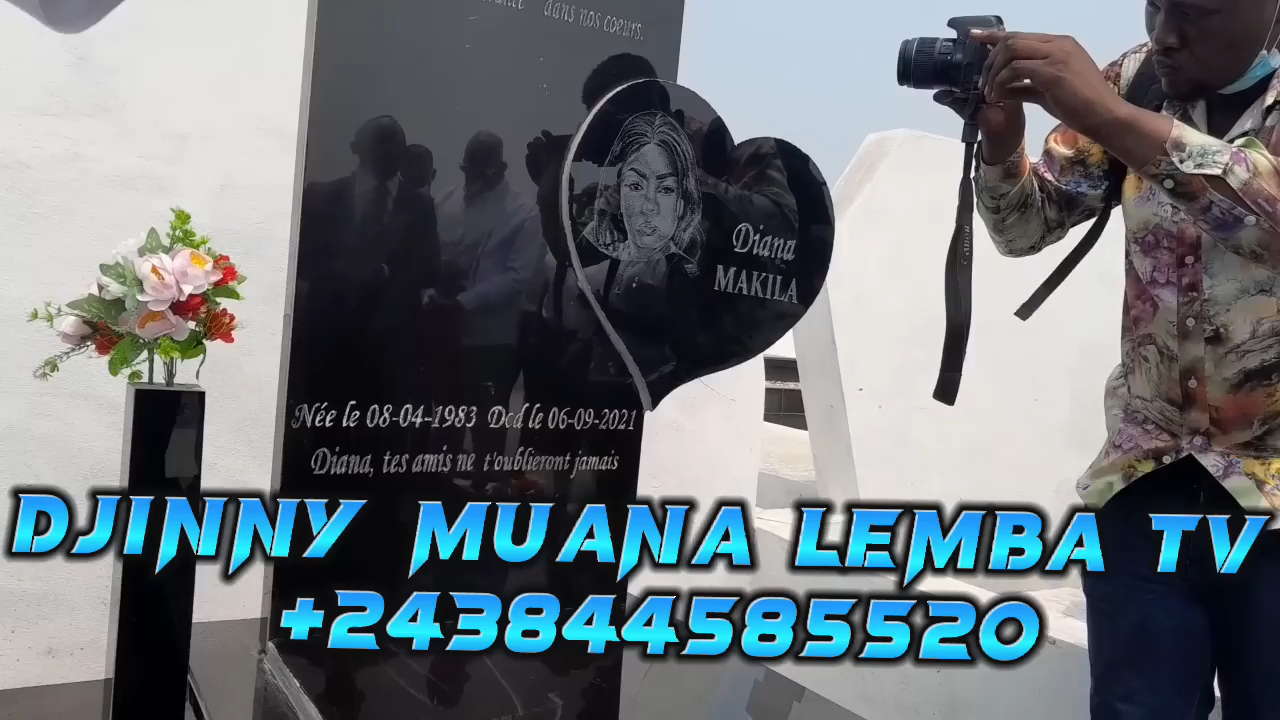 dans nos coeurs.
Diana
MAKILA
Née le 08-04-1983 Dcd le 06-09-2021
Diana, tes amis ne t'oublieront jamais
DJINNY MUANA LEMBA TV
+243844585520
Canon